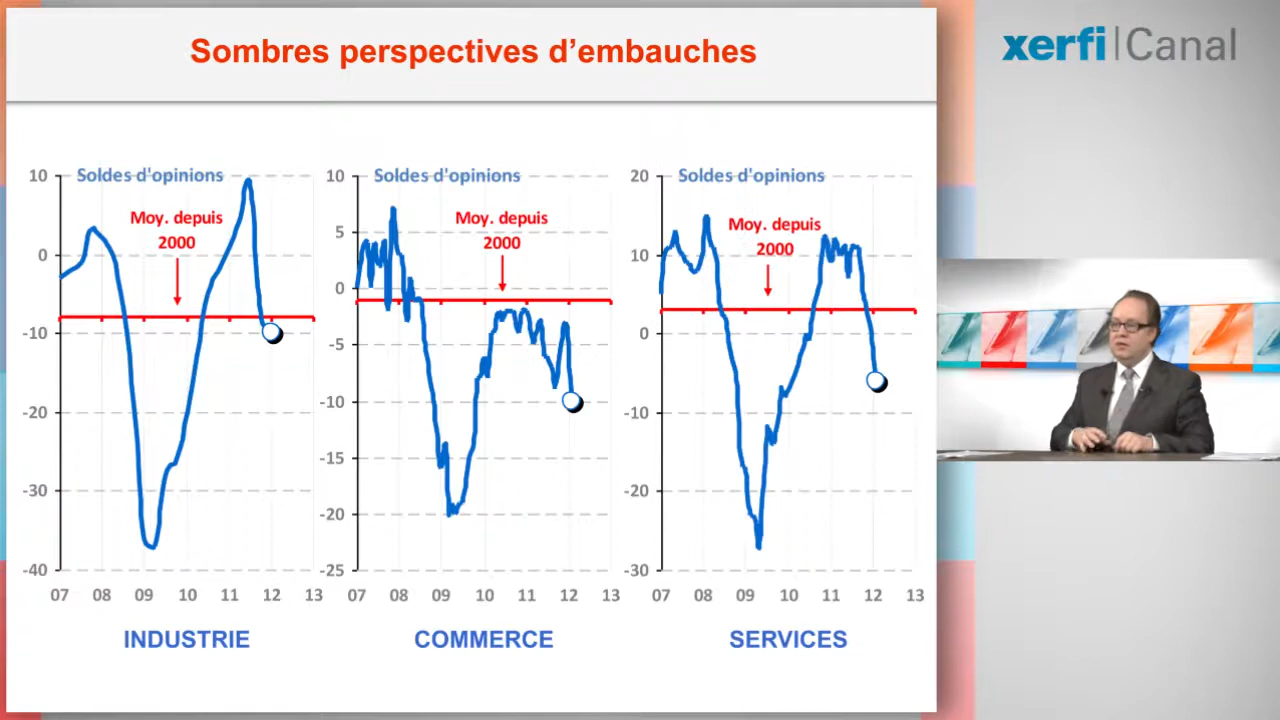 Sombres perspectives d'embauches
xerfi|Canal
10
Soldes d'opinions
Moy. depuis
2000
0
-10
-20
-30
-40
07 08 09 10 11 12 13
INDUSTRIE
10
Soldes d'opinions
5
Moy. depuis
2000
0
-5
-10
-15
-20
-25
07 08 09 10 11 12 13
COMMERCE
20
Soldes d'opinions
Moy. depuis
2000
10
0
-10
-20
-30
07 08 09 10 11 12 13
SERVICES